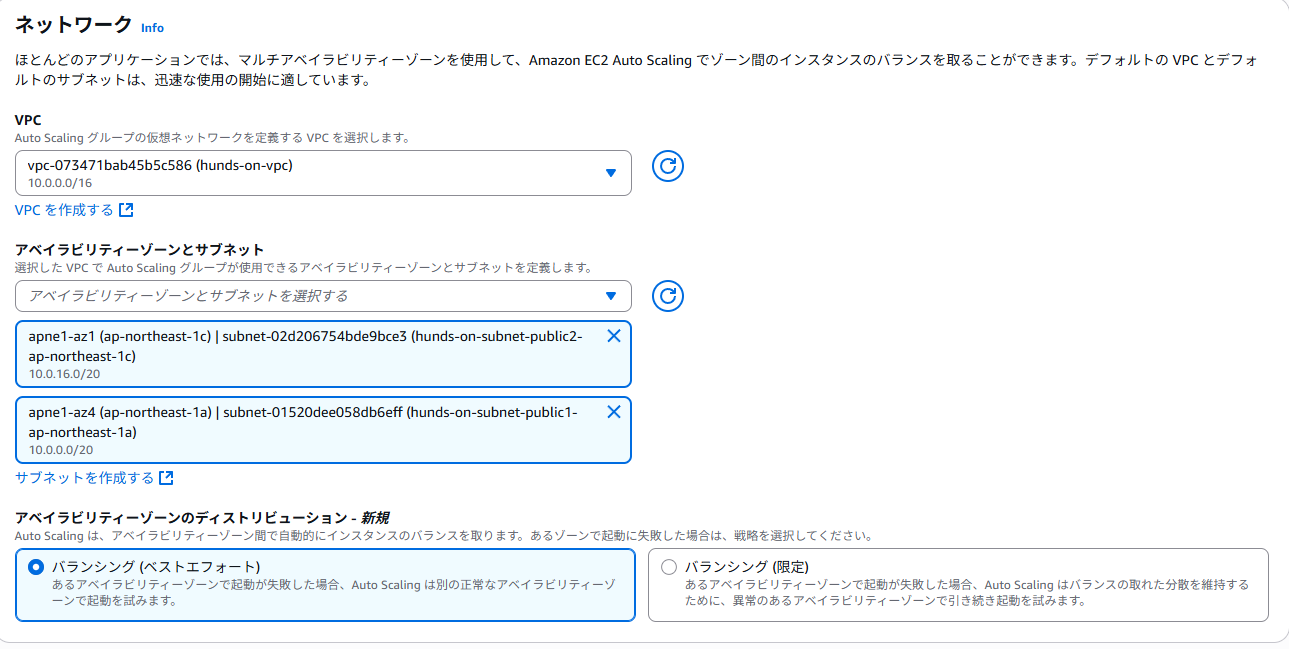 ネットワーク Info
ほとんどのアプリケーションでは、マルチアベイラビリティーゾーンを使用して、Amazon EC2 Auto Scaling でゾーン間のインスタンスのバランスを取ることができます。デフォルトの VPC とデフォ
ルトのサブネットは、迅速な使用の開始に適しています。
VPC
Auto Scaling グループの仮想ネットワークを定義する VPC を選択します。
vpc-073471bab45b5c586 (hunds-on-vpc)
10.0.0.0/16
VPC を作成する
アベイラビリティーゾーンとサブネット
選択した VPC で Auto Scaling グループが使用できるアベイラビリティーゾーンとサブネットを定義します。
アベイラビリティーゾーンとサブネットを選択する
apne1-az1 (ap-northeast-1c) | subnet-02d206754bde9bce3 (hunds-on-subnet-public2-
ap-northeast-1c)
10.0.16.0/20
apne1-az4 (ap-northeast-1a) | subnet-01520dee058db6eff (hunds-on-subnet-public1-
ap-northeast-1a)
10.0.0.0/20
サブネットを作成する
アベイラビリティーゾーンのディストリビューション - 新規
Auto Scaling は、アベイラビリティーゾーン間で自動的にインスタンスのバランスを取ります。あるゾーンで起動に失敗した場合は、戦略を選択してください。
バランシング (ベストエフォート)
あるアベイラビリティーゾーンで起動が失敗した場合、Auto Scaling は別の正常なアベイラビリティーゾ
ーンで起動を試みます。
バランシング (限定)
あるアベイラビリティーゾーンで起動が失敗した場合、Auto Scaling はバランスの取れた分散を維持する
ために、異常のあるアベイラビリティーゾーンで引き続き起動を試みます。